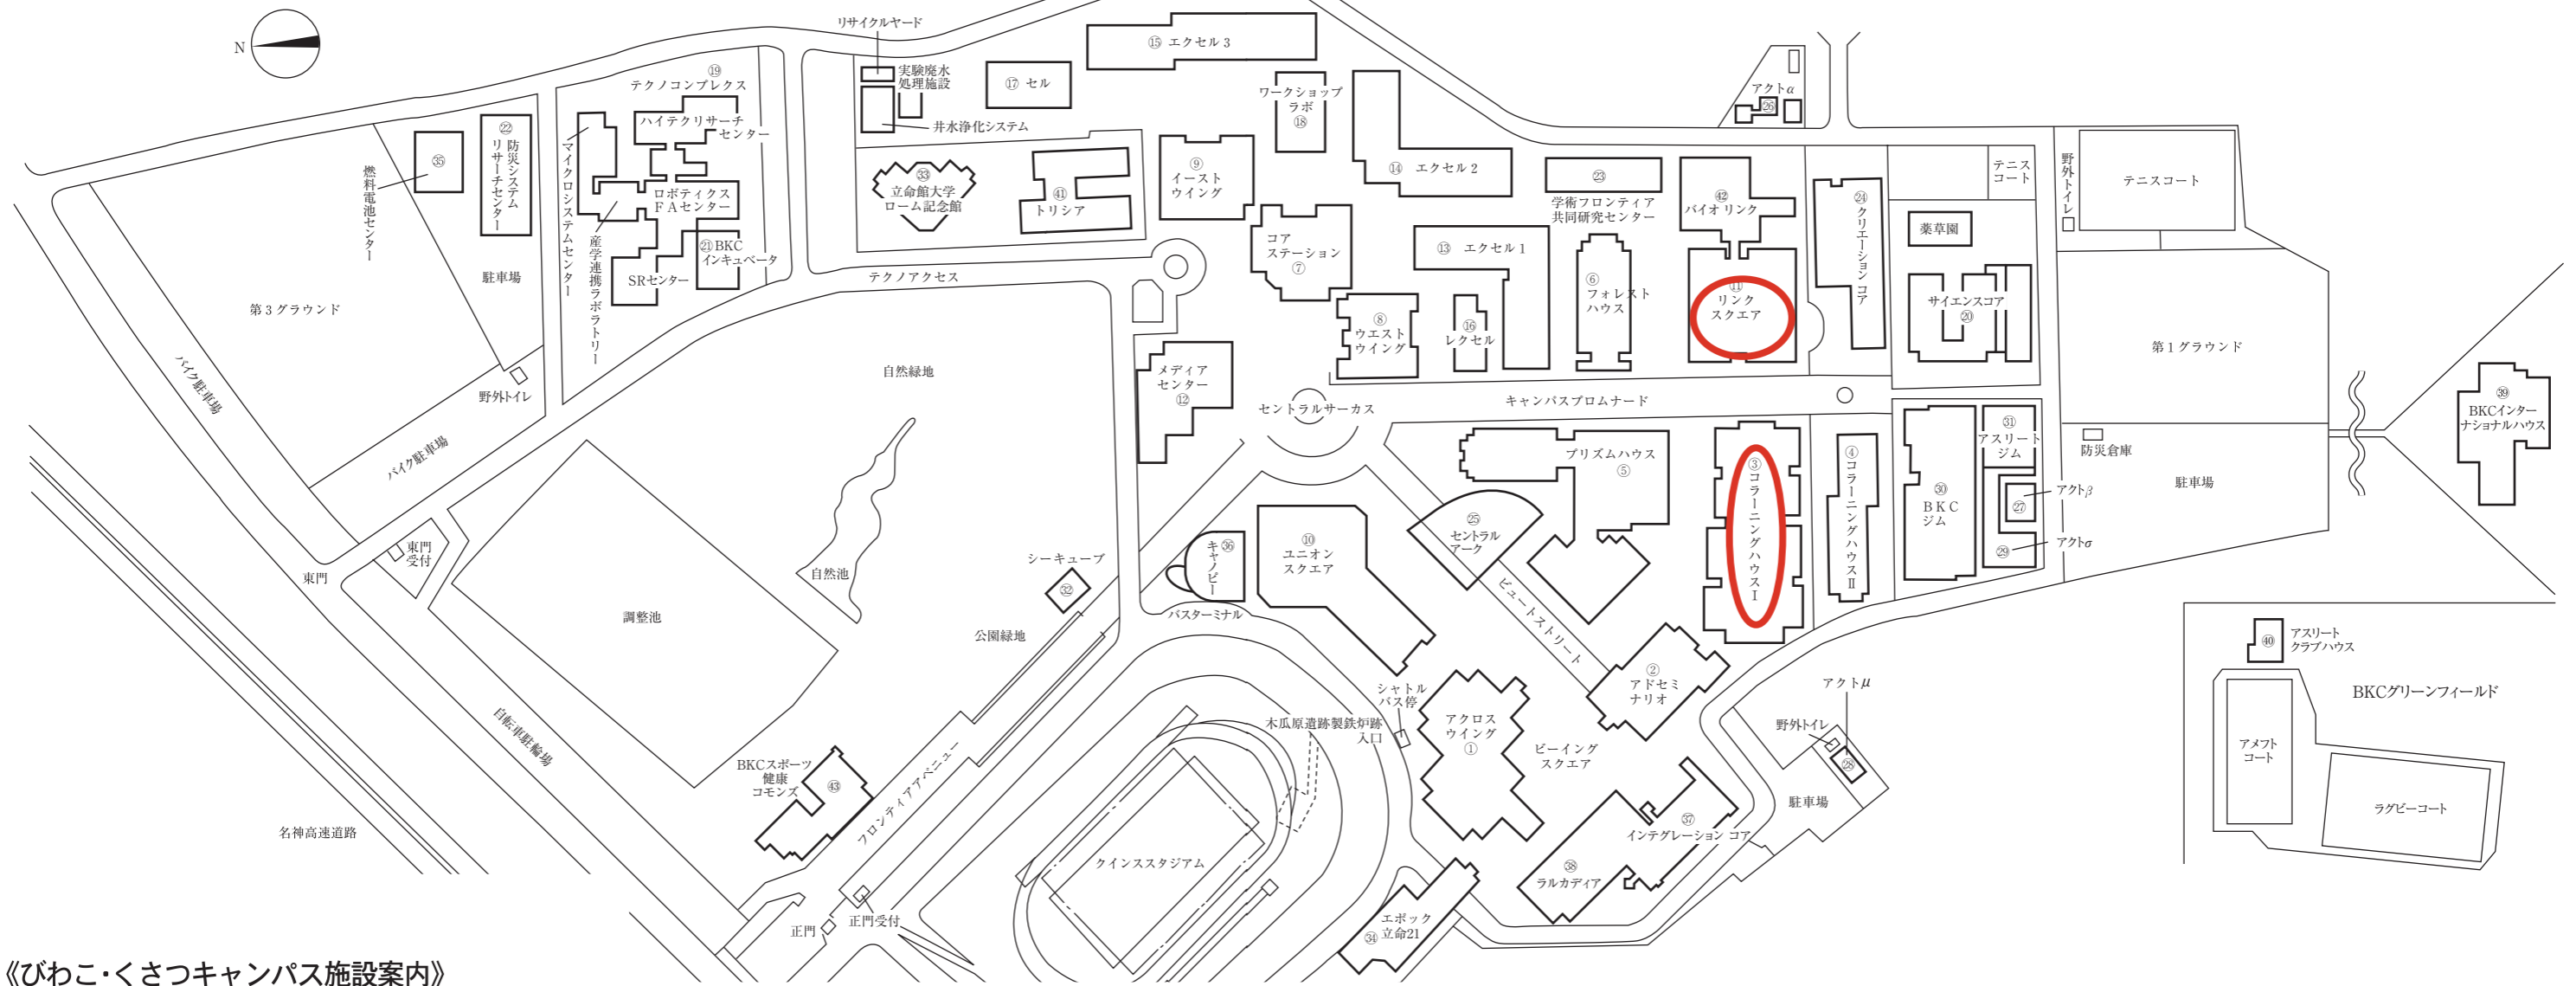 N
リサイクルヤード
実験廃水
処理施設
井水浄化システム
⑰ セル
⑮ エクセル3
ワークショップ
ラボ
⑱
⑲
テクノコンプレクス
ハイテクリサーチ
センター
マイクロシステムセンター
ロボティクス
FAセンター
産学連携ラボラトリー
SRセンター
㉑BKC
インキュベータ
㉒
防災システム
リサーチセンター
㉟
燃料電池センター
駐車場
第3グラウンド
バイク駐車場
野外トイレ
バイク駐車場
㉝
立命館大学
ローム記念館
㊶
トリシア
⑨
イースト
ウイング
⑭ エクセル2
コア
ステーション
⑦
⑬ エクセル1
⑧
ウエスト
ウイング
⑯
レクセル
㉓
学術フロンティア
共同研究センター
⑥
フォレスト
ハウス
㊷
バイオリンク
⑪
リンク
スクエア
アクトα
㉖
㉔クリエーション コア
テニス
コート
薬草園
サイエンスコア
⑳
野外トイレ
テニスコート
第1グラウンド
テクノアクセス
自然緑地
メディア
センター
⑫
セントラルサーカス
キャンパスプロムナード
プリズムハウス
⑤
③コラーニングハウスI
④コラーニングハウスII
㉚
BKC
ジム
㉛
アスリート
ジム
アクトβ
㉗
アクトσ
㉙
防災倉庫
駐車場
㊴
BKCインター
ナショナルハウス
東門
東門
受付
調整池
自然池
シーキューブ
㉜
公園緑地
㊱
キャノピー
バスターミナル
⑩
ユニオン
スクエア
㉕
セントラル
アーク
ビュートストリート
②
アドセミ
ナリオ
シャトル
バス停
木瓜原遺跡製鉄炉跡
入口
アクロス
ウイング
①
ビーイング
スクエア
アクトμ
野外トイレ
㉘
駐車場
㊲
インテグレーション コア
㊳
ラルカディア
エポック
㉞立命21
クインススタジアム
フロンティアアベニュー
BKCスポーツ
健康
コモンズ
㊸
自転車駐輪場
名神高速道路
正門
正門受付
㊵
アスリート
クラブハウス
BKCグリーンフィールド
アメフト
コート
ラグビーコート
《びわこ･くさつキャンパス施設案内》